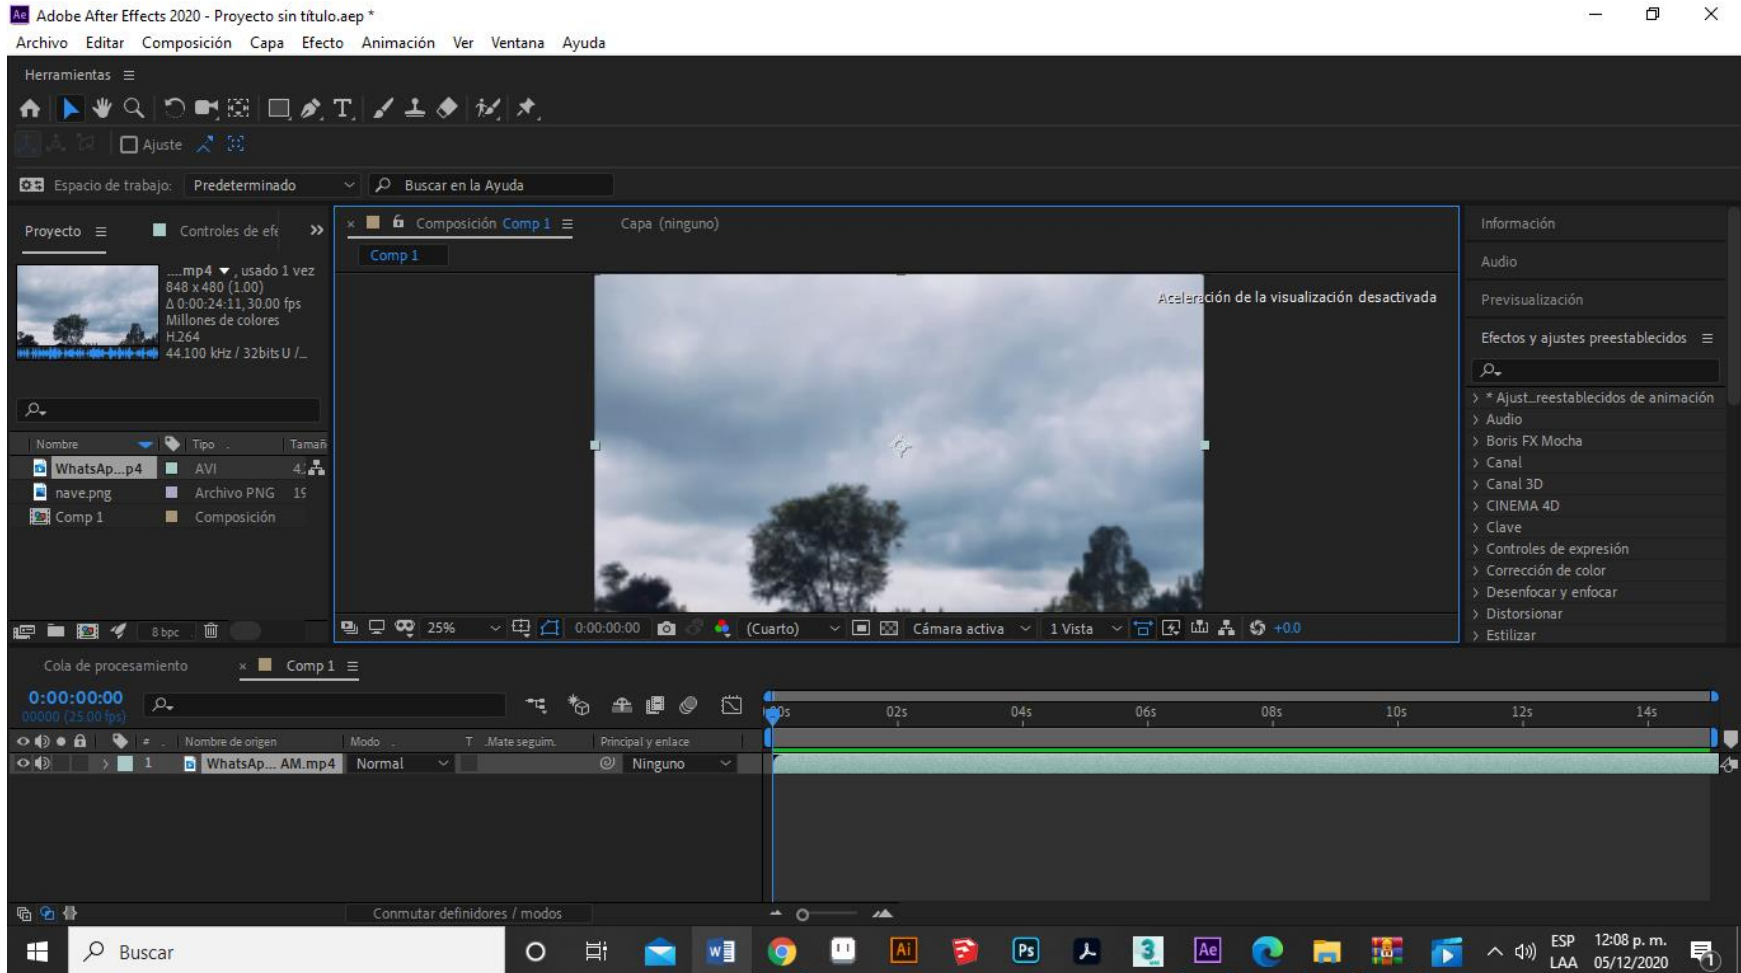 Adobe After Effects 2020 - Proyecto sin título.aep *
Archivo Editar Composición Capa Efecto Animación Ver Ventana Ayuda
Herramientas
Ajuste
Espacio de trabajo: Predeterminado Buscar en la Ayuda
Proyecto Controles de efe
Composición Comp 1 Capa (ninguno)
Comp 1
....mp4 , usado 1 vez
848 x 480 (1.00)
Δ 0:00:24:11, 30.00 fps
Millones de colores
H.264
44.100 kHz / 32bits U /...
Aceleración de la visualización desactivada
Nombre Tipo Tamañ
WhatsAp...p4 AVI
nave.png Archivo PNG
Comp 1 Composición
8 bpc
25% 0:00:00:00 (Cuarto) Cámara activa 1 Vista +0.0
Información
Audio
Previsualización
Efectos y ajustes preestablecidos
* Ajust...reestablecidos de animación
Audio
Boris FX Mocha
Canal
Canal 3D
CINEMA 4D
Clave
Controles de expresión
Corrección de color
Desenfocar y enfocar
Distorsionar
Estilizar
Cola de procesamiento Comp 1
0:00:00:00
00000 (25.00 fps)
02s 04s 06s 08s 10s 12s 14s
# Nombre de origen Modo T .Mate seguim. Principal y enlace
1 WhatsAp... AM.mp4 Normal Ninguno
Conmutar definidores / modos
Buscar
W Ai Ps 3 Ae
ESP 12:08 p. m.
LAA 05/12/2020
1